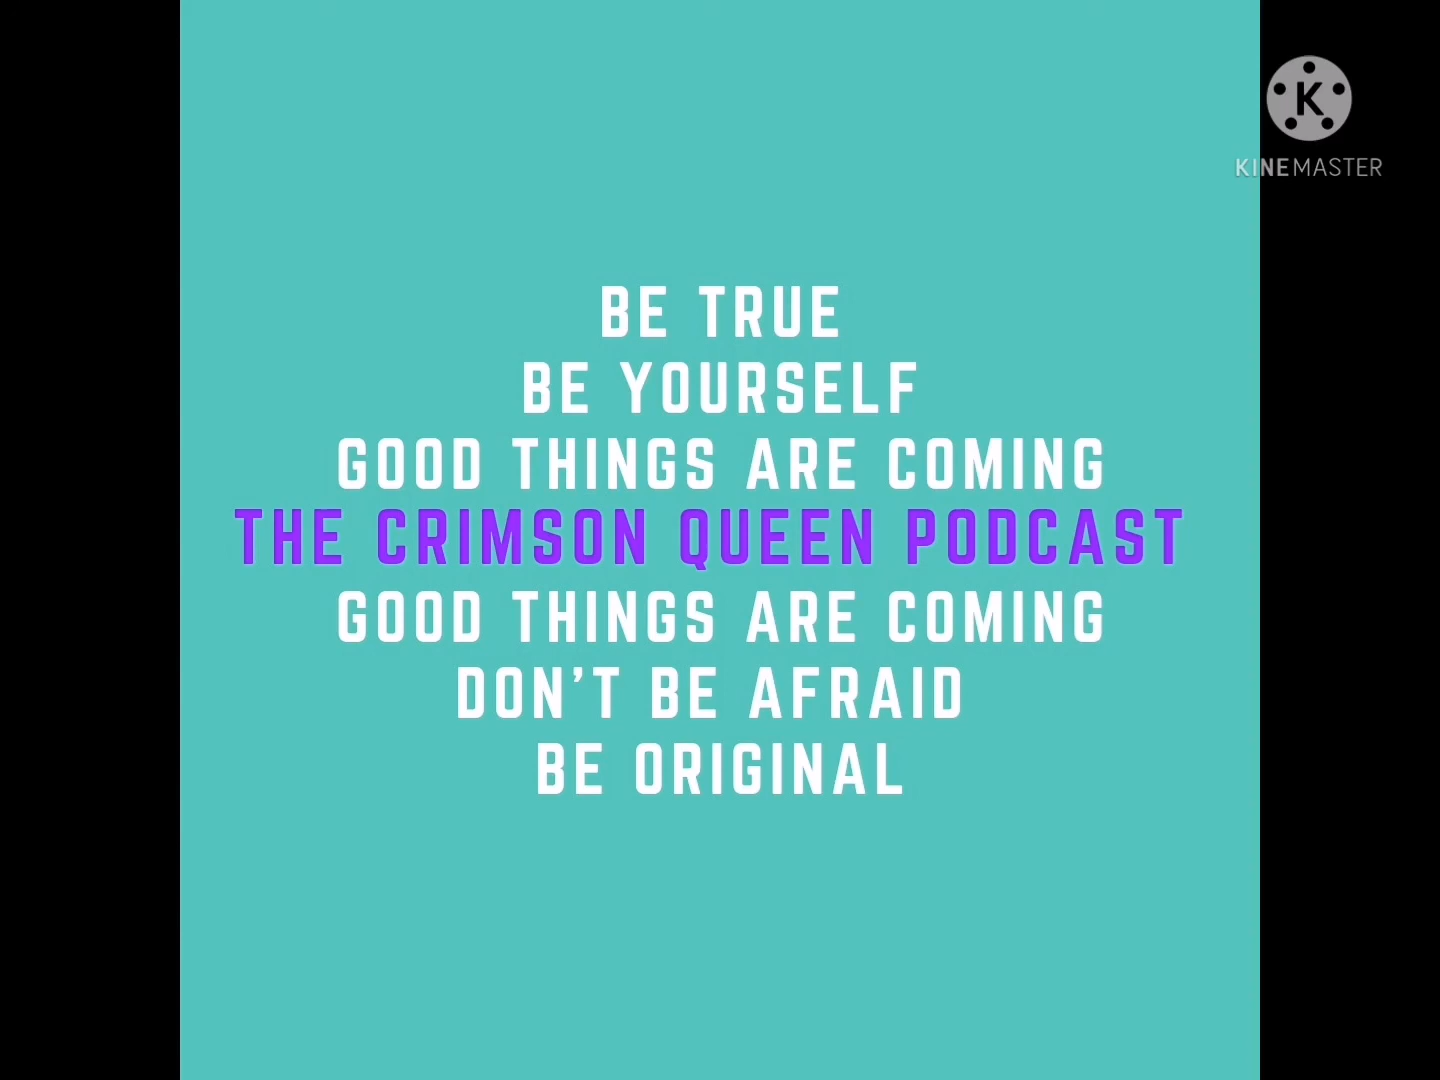 K
KINEMASTER
BE TRUE
BE YOURSELF
GOOD THINGS ARE COMING
THE CRIMSON QUEEN PODCAST
GOOD THINGS ARE COMING
DON’T BE AFRAID
BE ORIGINAL